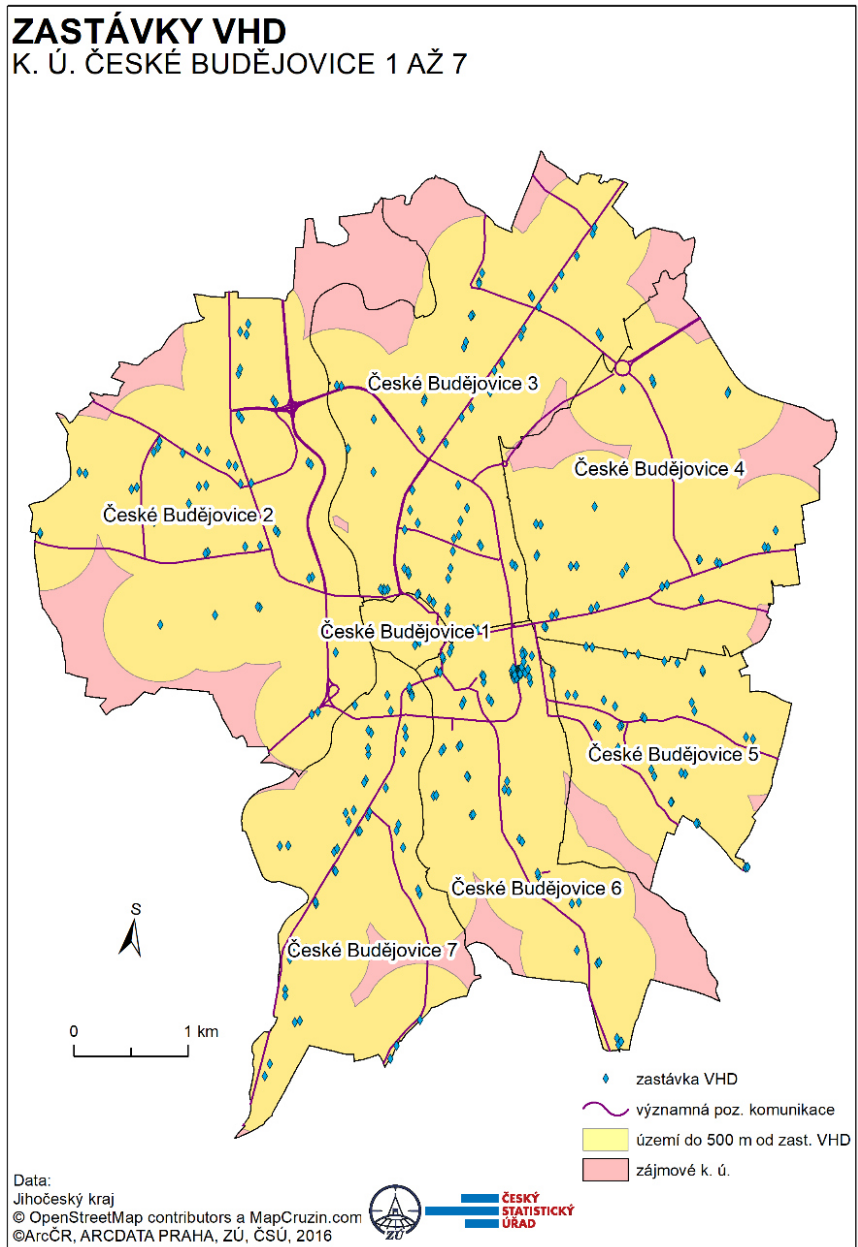 ZASTÁVKY VHD
K. Ú. ČESKÉ BUDĚJOVICE 1 AŽ 7
České Budějovice 3
České Budějovice 4
České Budějovice 2
České Budějovice 1
České Budějovice 5
České Budějovice 6
České Budějovice 7
S
0 1 km
zastávka VHD
významná poz. komunikace
území do 500 m od zast. VHD
zájmové k. ú.
Data:
Jihočeský kraj
© OpenStreetMap contributors a MapCruzin.com
©ArcČR, ARCDATA PRAHA, ZÚ, ČSÚ, 2016
ZÚ
ČESKÝ
STATISTICKÝ
ÚŘAD